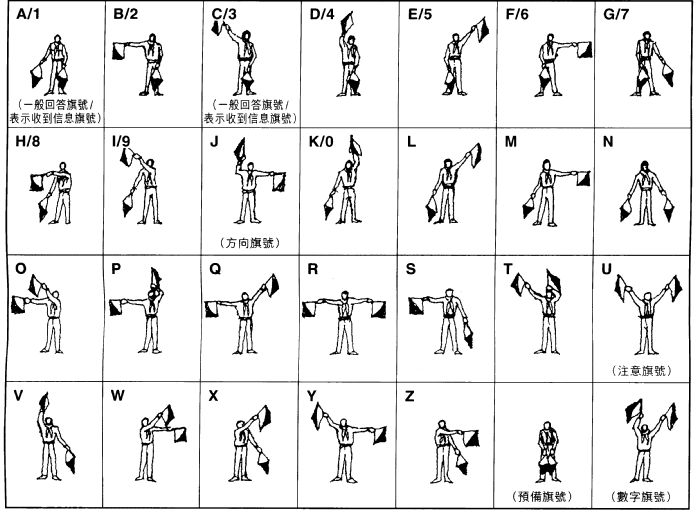 A/1 B/2 C/3 D/4 E/5 F/6 G/7
(一般回答旗號/
表示收到信息旗號)
(一般回答旗號/
表示收到信息旗號)
H/8 I/9 J K/0 L M N
(方向旗號)
O P Q R S T U
(注意旗號)
V W X Y Z
(預備旗號) (數字旗號)